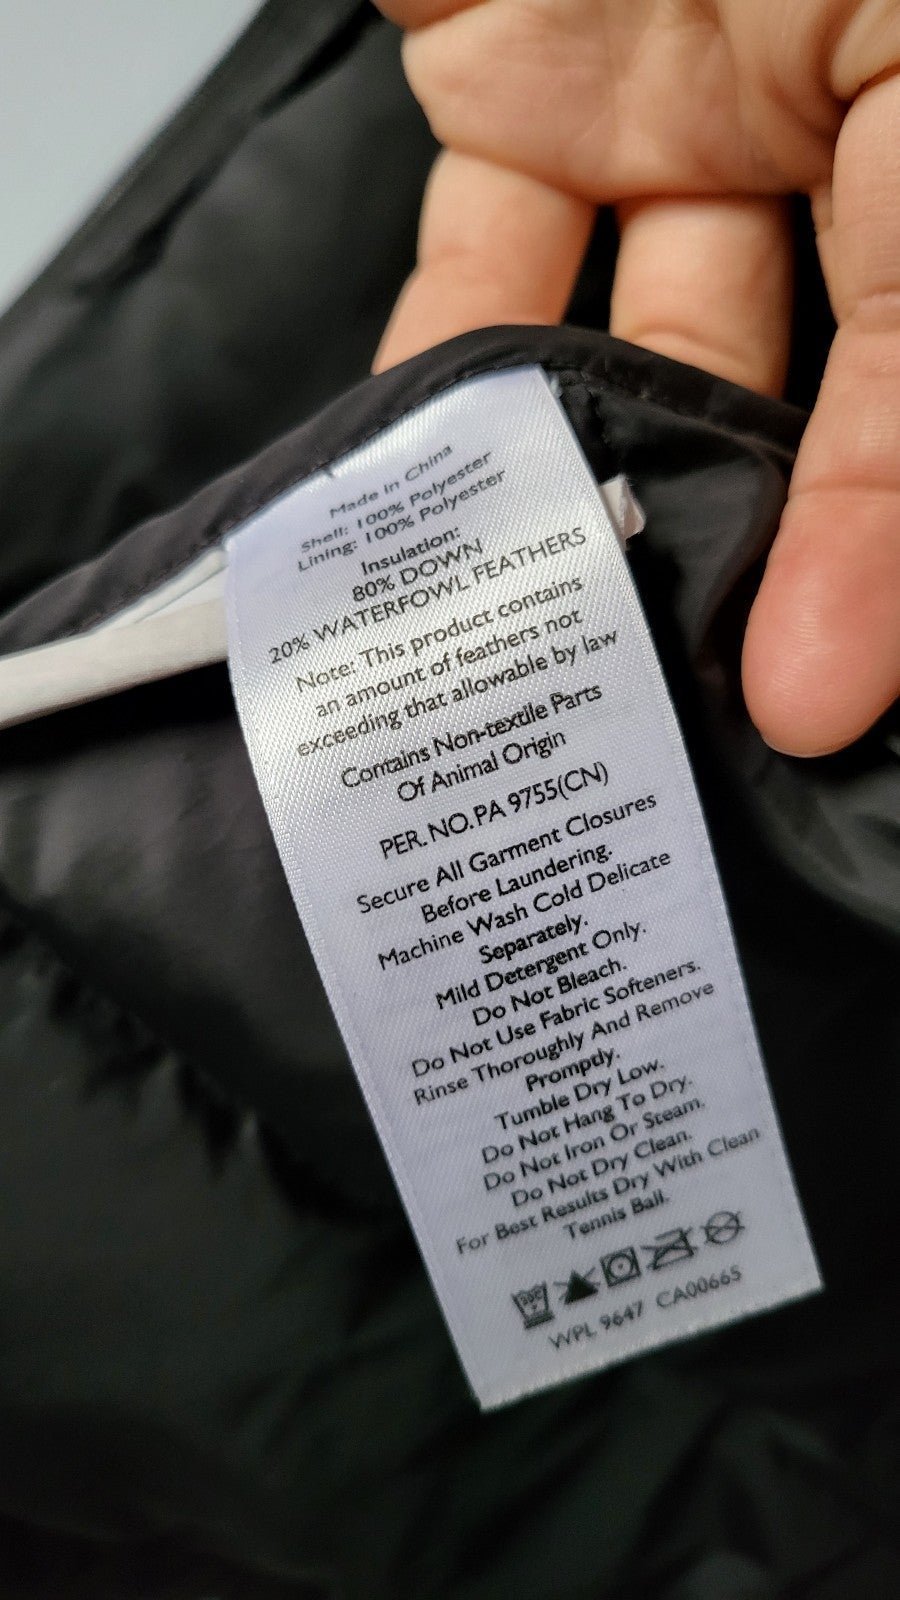 Made in China
Shell: 100% Polyester
Lining: 100% Polyester
Insulation:
80% DOWN
20% WATERFOWL FEATHERS
Note: This product contains
an amount of feathers not
exceeding that allowable by law
Contains Non-textile Parts
Of Animal Origin
PER. NO. PA 9755(CN)
Secure All Garment Closures
Before Laundering.
Machine Wash Cold Delicate
Separately.
Mild Detergent Only.
Do Not Bleach.
Do Not Use Fabric Softeners.
Rinse Thoroughly And Remove
Promptly.
Tumble Dry Low.
Do Not Hang To Dry.
Do Not Iron Or Steam.
Do Not Dry Clean.
For Best Results Dry With Clean
Tennis Ball.
WPL 9647 CA00665